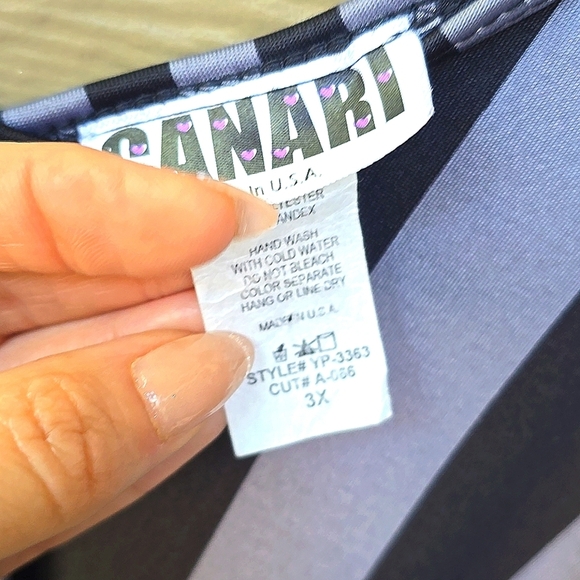 CANARI
In U.S.A.
ESTER
ANDEX
HAND WASH
WITH COLD WATER
DO NOT BLEACH
COLOR SEPARATE
HANG OR LINE DRY
MADE IN U.S.A.
STYLE# YP-3363
CUT# A-066
3X